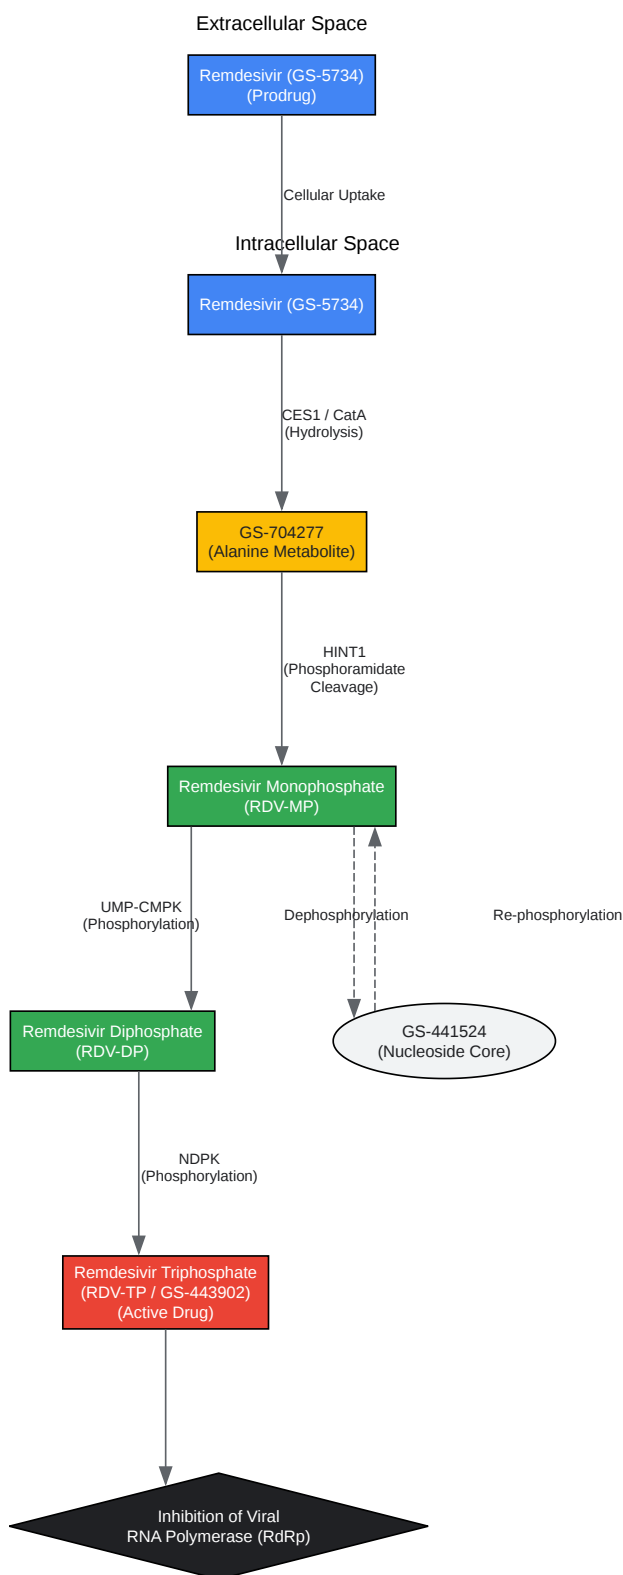 Extracellular Space
Remdesivir (GS-5734)
(Prodrug)
Cellular Uptake
Intracellular Space
Remdesivir (GS-5734)
CES1 / CatA
(Hydrolysis)
GS-704277
(Alanine Metabolite)
HINT1
(Phosphoramidate
Cleavage)
Remdesivir Monophosphate
(RDV-MP)
UMP-CMPK
(Phosphorylation)
Dephosphorylation
Re-phosphorylation
Remdesivir Diphosphate
(RDV-DP)
GS-441524
(Nucleoside Core)
NDPK
(Phosphorylation)
Remdesivir Triphosphate
(RDV-TP / GS-443902)
(Active Drug)
Inhibition of Viral
RNA Polymerase (RdRp)